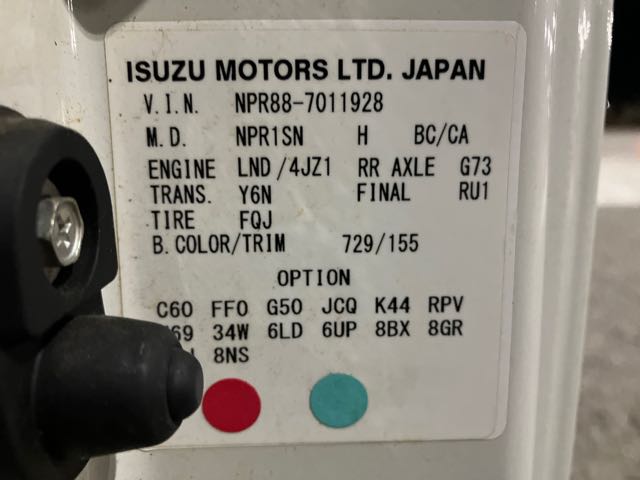 ISUZU MOTORS LTD. JAPAN
V.I.N. NPR88-7011928
M.D. NPR1SN H BC/CA
ENGINE LND/4JZ1 RR AXLE G73
TRANS. Y6N FINAL RU1
TIRE FQJ
B.COLOR/TRIM 729/155
OPTION
C60 FF0 G50 JCQ K44 RPV
34W 6LD 6UP 8BX 8GR
8NS